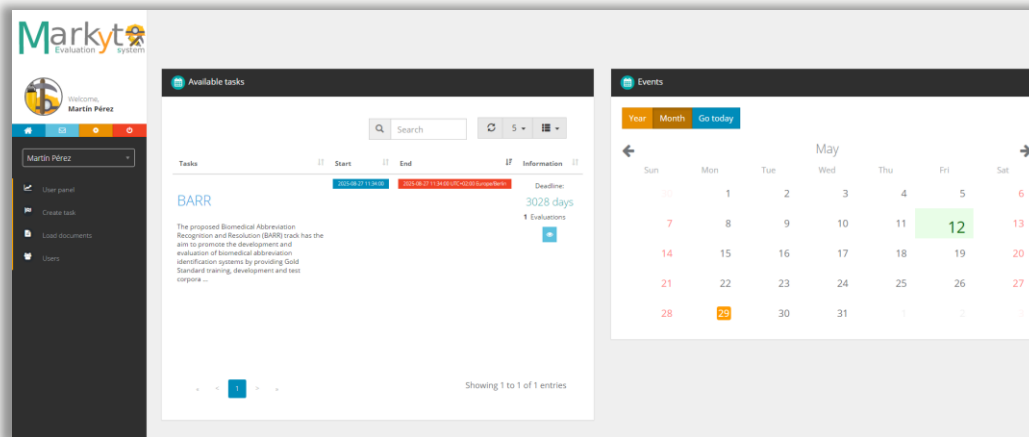 Markyt
Evaluation system
Welcome,
Martín Pérez
Martín Pérez
User panel
Create task
Load documents
Users
Available tasks
Search
5
Tasks
Start
End
Information
BARR
2025-08-27 11:34:00
2025-08-27 11:34:00 UTC+02:00 Europe/Berlin
Deadline:
3028 days
1 Evaluations
The proposed Biomedical Abbreviation
Recognition and Resolution (BARR) track has the
aim to promote the development and
evaluation of biomedical abbreviation
identification systems by providing Gold
Standard training, development and test
corpora ...
« < 1 > »
Showing 1 to 1 of 1 entries
Events
Year Month Go today
May
Sun Mon Tue Wed Thu Fri Sat
1 2 3 4 5 6
7 8 9 10 11 12 13
14 15 16 17 18 19 20
21 22 23 24 25 26 27
28 29 30 31 1 2 3